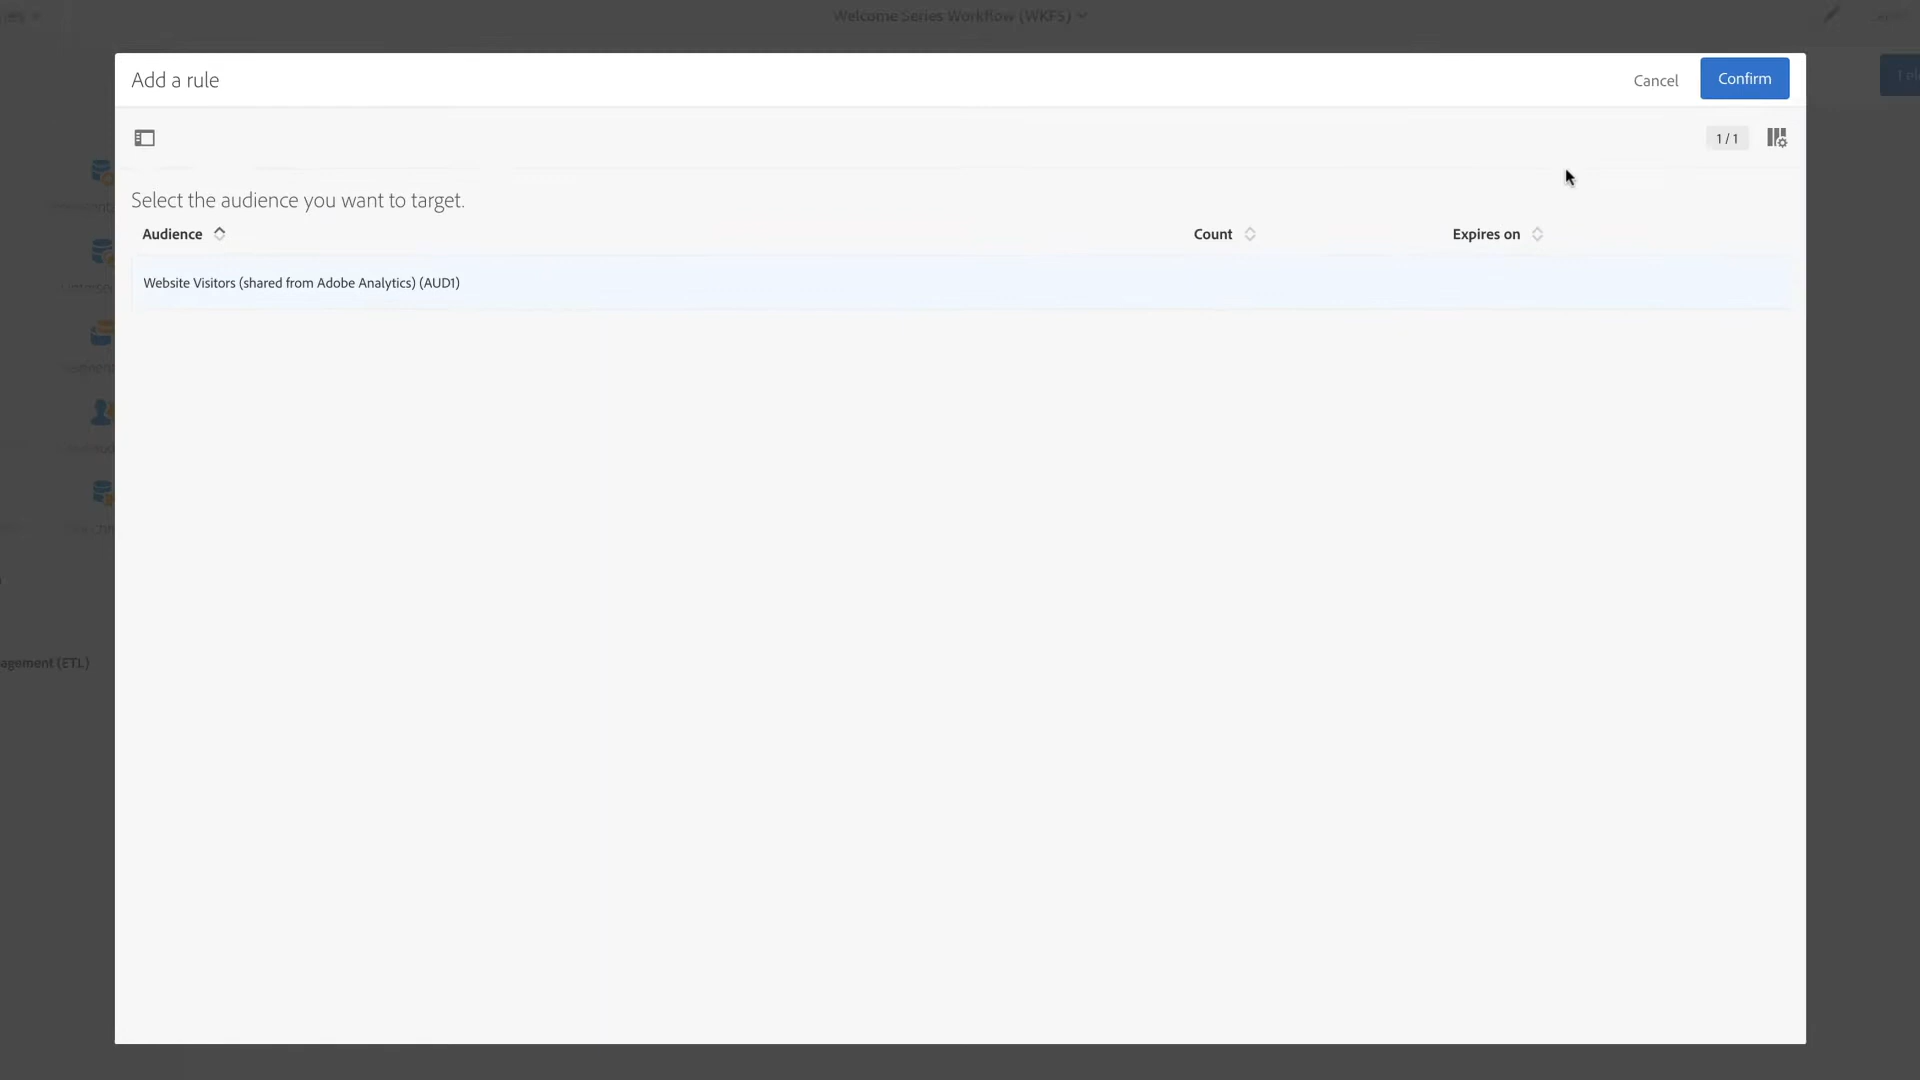 Welcome Series Workflow (WKF5)
Add a rule
Cancel
Confirm
1 / 1
Select the audience you want to target.
Audience
Count
Expires on
Website Visitors (shared from Adobe Analytics) (AUD1)
agement (ETL)